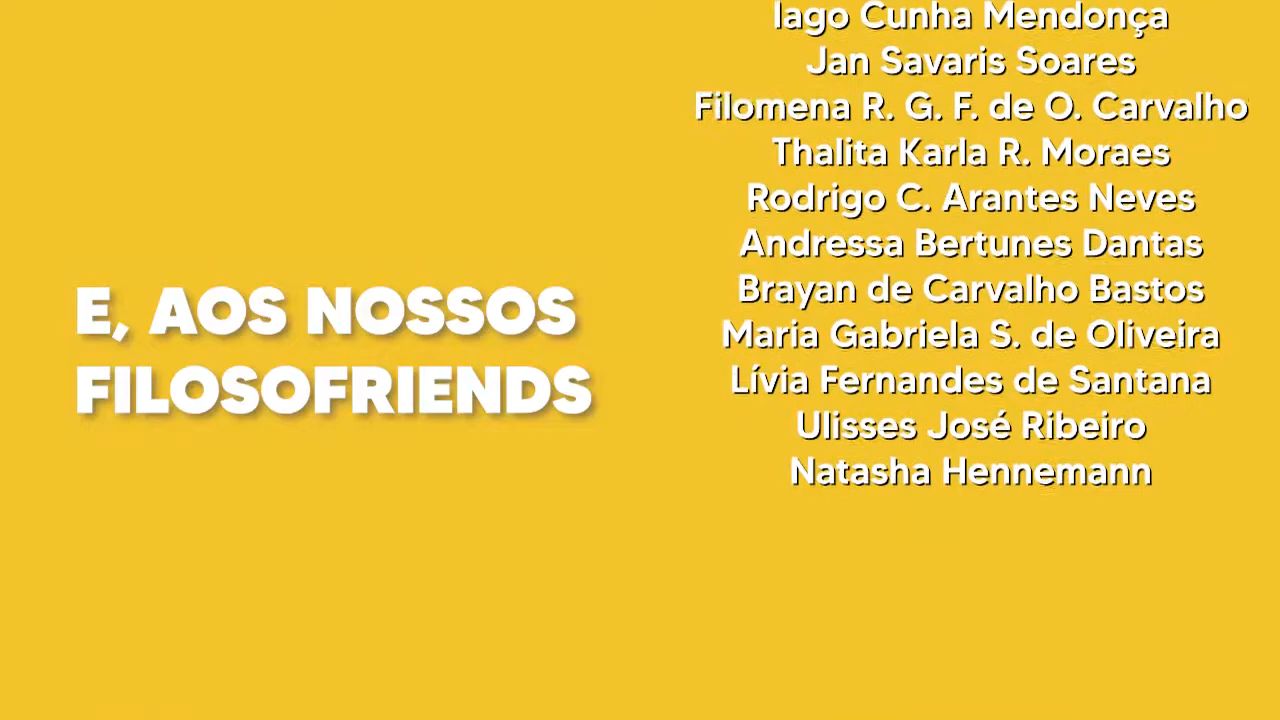 E, AOS NOSSOS
FILOSOFRIENDS
Iago Cunha Mendonça
Jan Savaris Soares
Filomena R. G. F. de O. Carvalho
Thalita Karla R. Moraes
Rodrigo C. Arantes Neves
Andressa Bertunes Dantas
Brayan de Carvalho Bastos
Maria Gabriela S. de Oliveira
Lívia Fernandes de Santana
Ulisses José Ribeiro
Natasha Hennemann